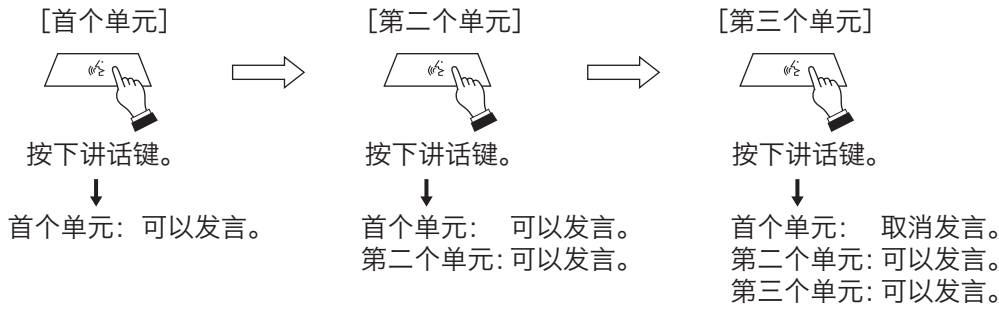 [首个单元]
[第二个单元]
[第三个单元]
按下讲话键。
按下讲话键。
按下讲话键。
首个单元：可以发言。
首个单元： 可以发言。
第二个单元：可以发言。
首个单元： 取消发言。
第二个单元：可以发言。
第三个单元：可以发言。